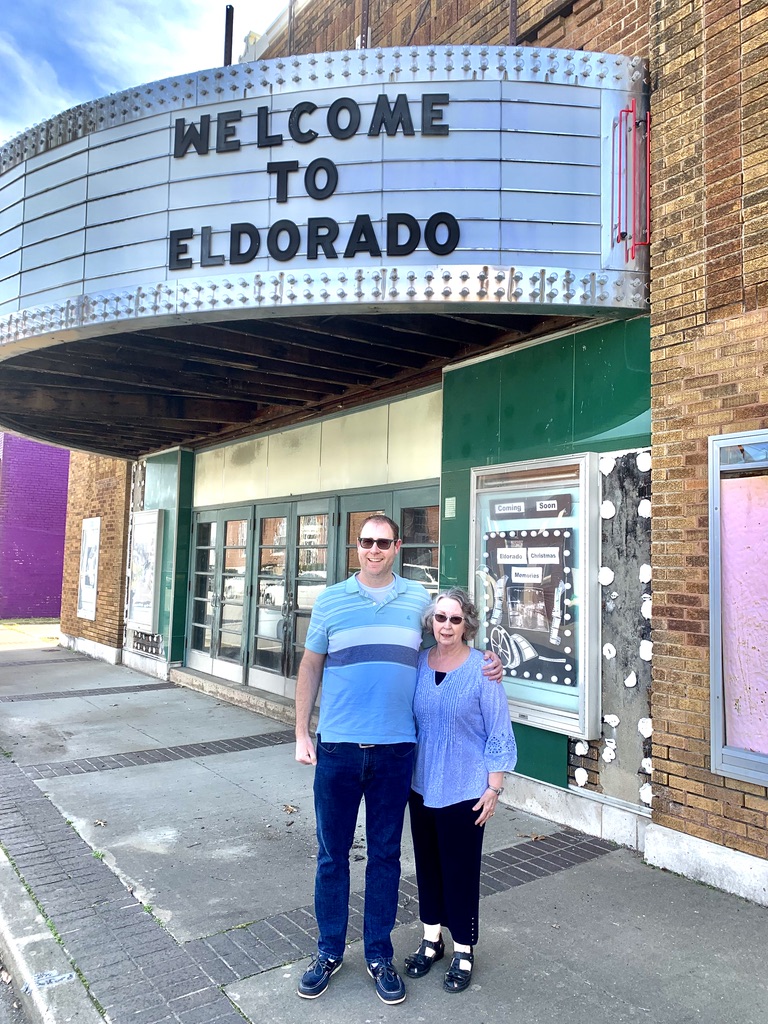 WELCOME
TO
ELDORADO
Coming Soon
Eldorado Christmas
Memories